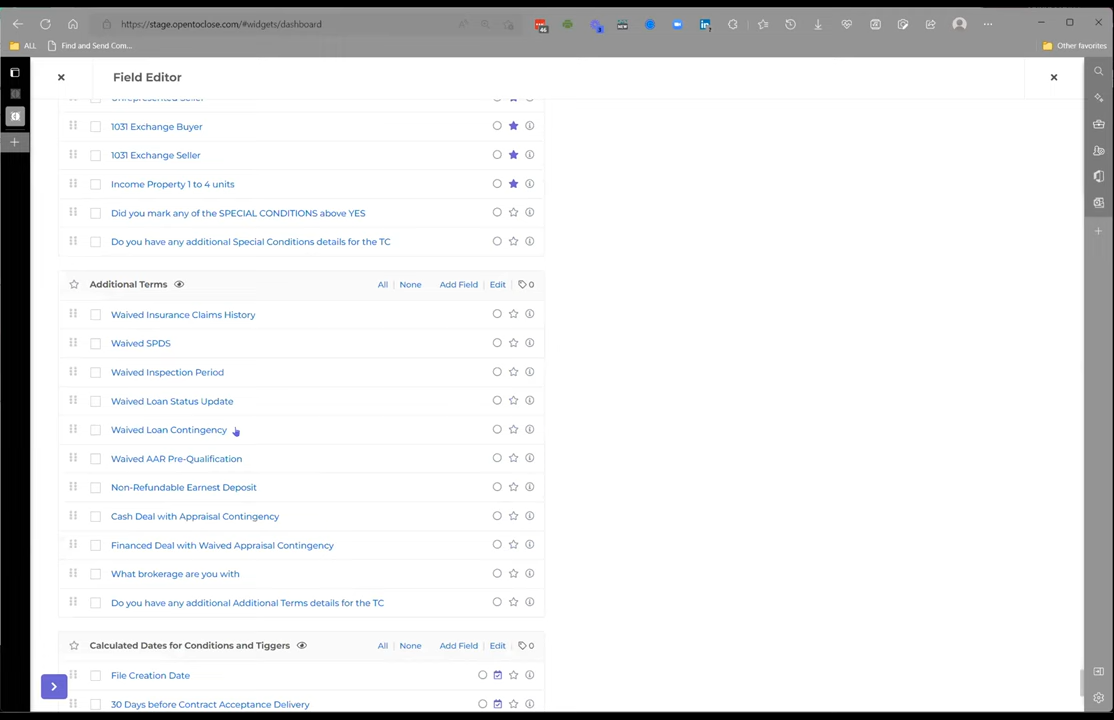 https://stage.opentoclose.com/#widgets/dashboard
ALL
Find and Send Com...
Other favorites
Field Editor
Unrepresented Seller
1031 Exchange Buyer
1031 Exchange Seller
Income Property 1 to 4 units
Did you mark any of the SPECIAL CONDITIONS above YES
Do you have any additional Special Conditions details for the TC
Additional Terms All | None Add Field | Edit | 0
Waived Insurance Claims History
Waived SPDS
Waived Inspection Period
Waived Loan Status Update
Waived Loan Contingency
Waived AAR Pre-Qualification
Non-Refundable Earnest Deposit
Cash Deal with Appraisal Contingency
Financed Deal with Waived Appraisal Contingency
What brokerage are you with
Do you have any additional Additional Terms details for the TC
Calculated Dates for Conditions and Tiggers All | None Add Field | Edit | 0
File Creation Date
30 Days before Contract Acceptance Delivery